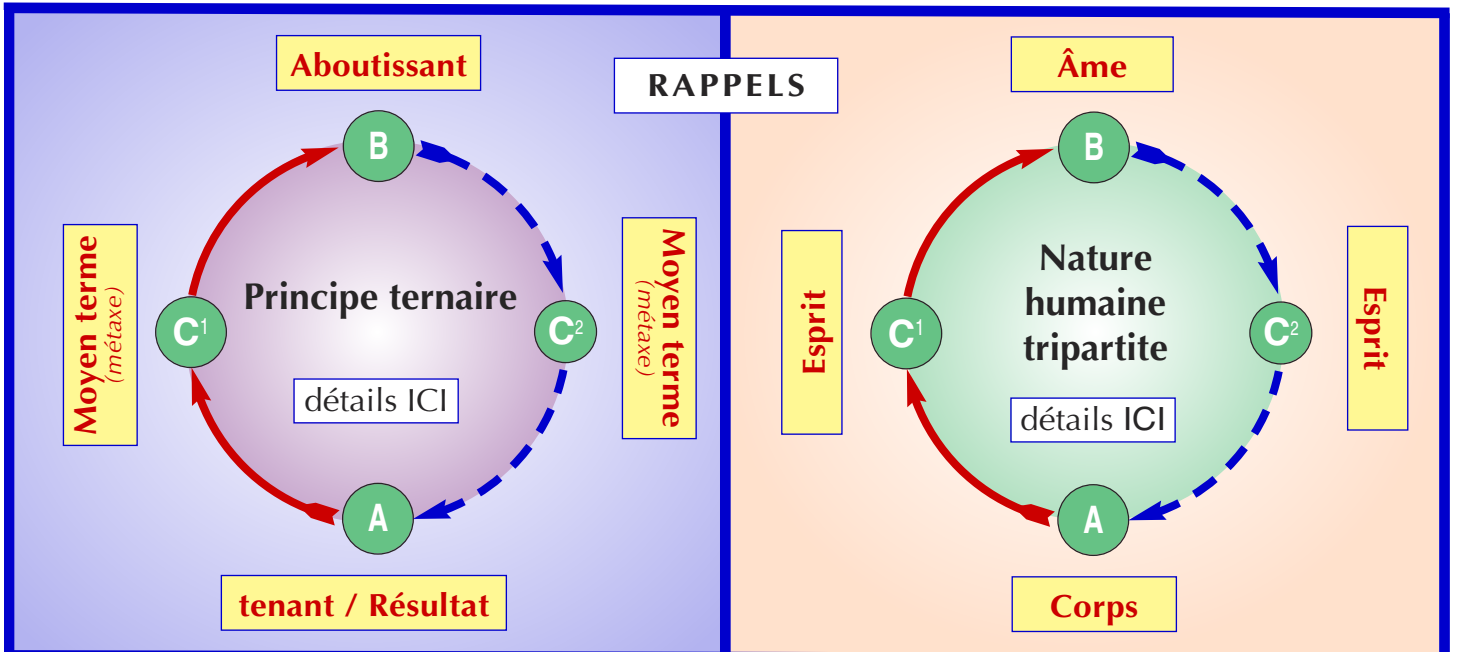 RAPPELS
Aboutissant
B
Moyen terme
(métaxe)
C1
Principe ternaire
C2
Moyen terme
(métaxe)
détails ICI
A
tenant / Résultat
Âme
B
Esprit
C1
Nature
humaine
tripartite
C2
Esprit
détails ICI
A
Corps